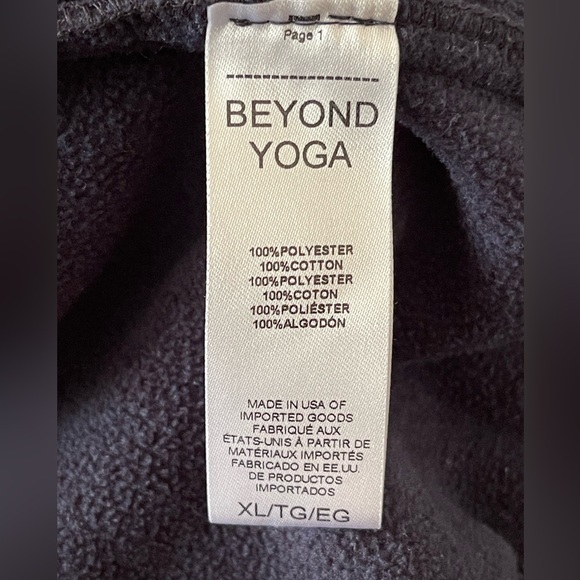 Page 1
BEYOND
YOGA
100%POLYESTER
100%COTTON
100%POLYESTER
100%COTON
100%POLIÉSTER
100%ALGODÓN
MADE IN USA OF
IMPORTED GOODS
FABRIQUÉ AUX
ÉTATS-UNIS À PARTIR DE
MATÉRIAUX IMPORTÉS
FABRICADO EN EE.UU.
DE PRODUCTOS
IMPORTADOS
XL/TG/EG